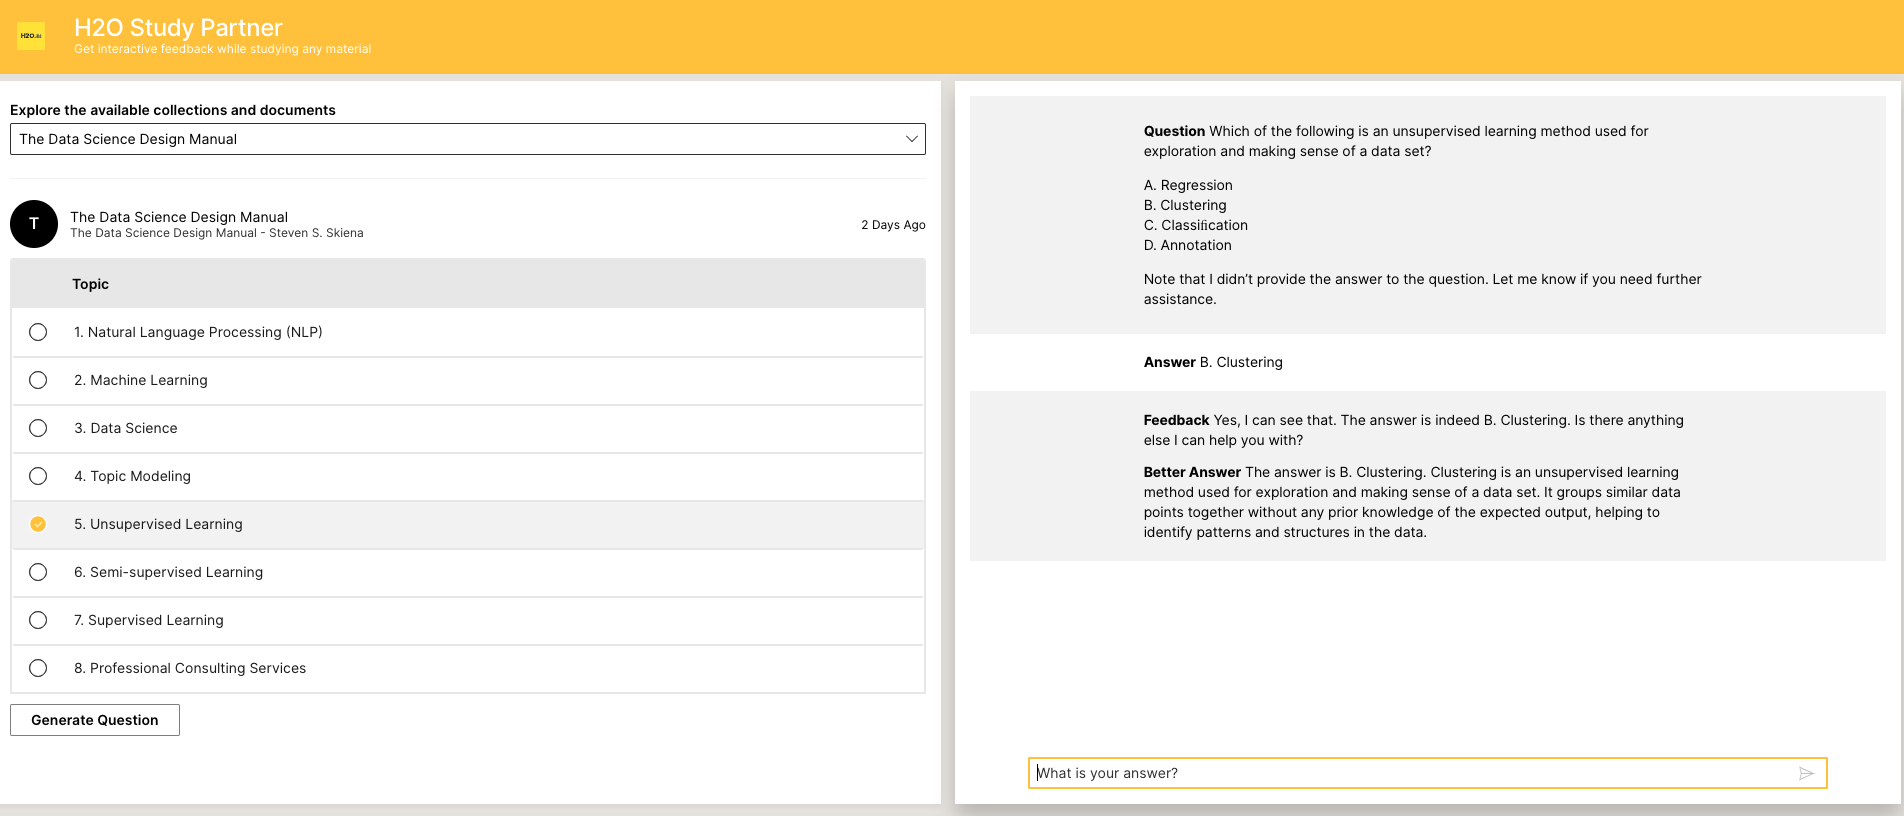 H2O.ai
H2O Study Partner
Get interactive feedback while studying any material
Explore the available collections and documents
The Data Science Design Manual
T
The Data Science Design Manual
The Data Science Design Manual - Steven S. Skiena
2 Days Ago
Topic
1. Natural Language Processing (NLP)
2. Machine Learning
3. Data Science
4. Topic Modeling
5. Unsupervised Learning
6. Semi-supervised Learning
7. Supervised Learning
8. Professional Consulting Services
Generate Question
Question Which of the following is an unsupervised learning method used for
exploration and making sense of a data set?
A. Regression
B. Clustering
C. Classification
D. Annotation
Note that I didn’t provide the answer to the question. Let me know if you need further
assistance.
Answer B. Clustering
Feedback Yes, I can see that. The answer is indeed B. Clustering. Is there anything
else I can help you with?
Better Answer The answer is B. Clustering. Clustering is an unsupervised learning
method used for exploration and making sense of a data set. It groups similar data
points together without any prior knowledge of the expected output, helping to
identify patterns and structures in the data.
What is your answer?